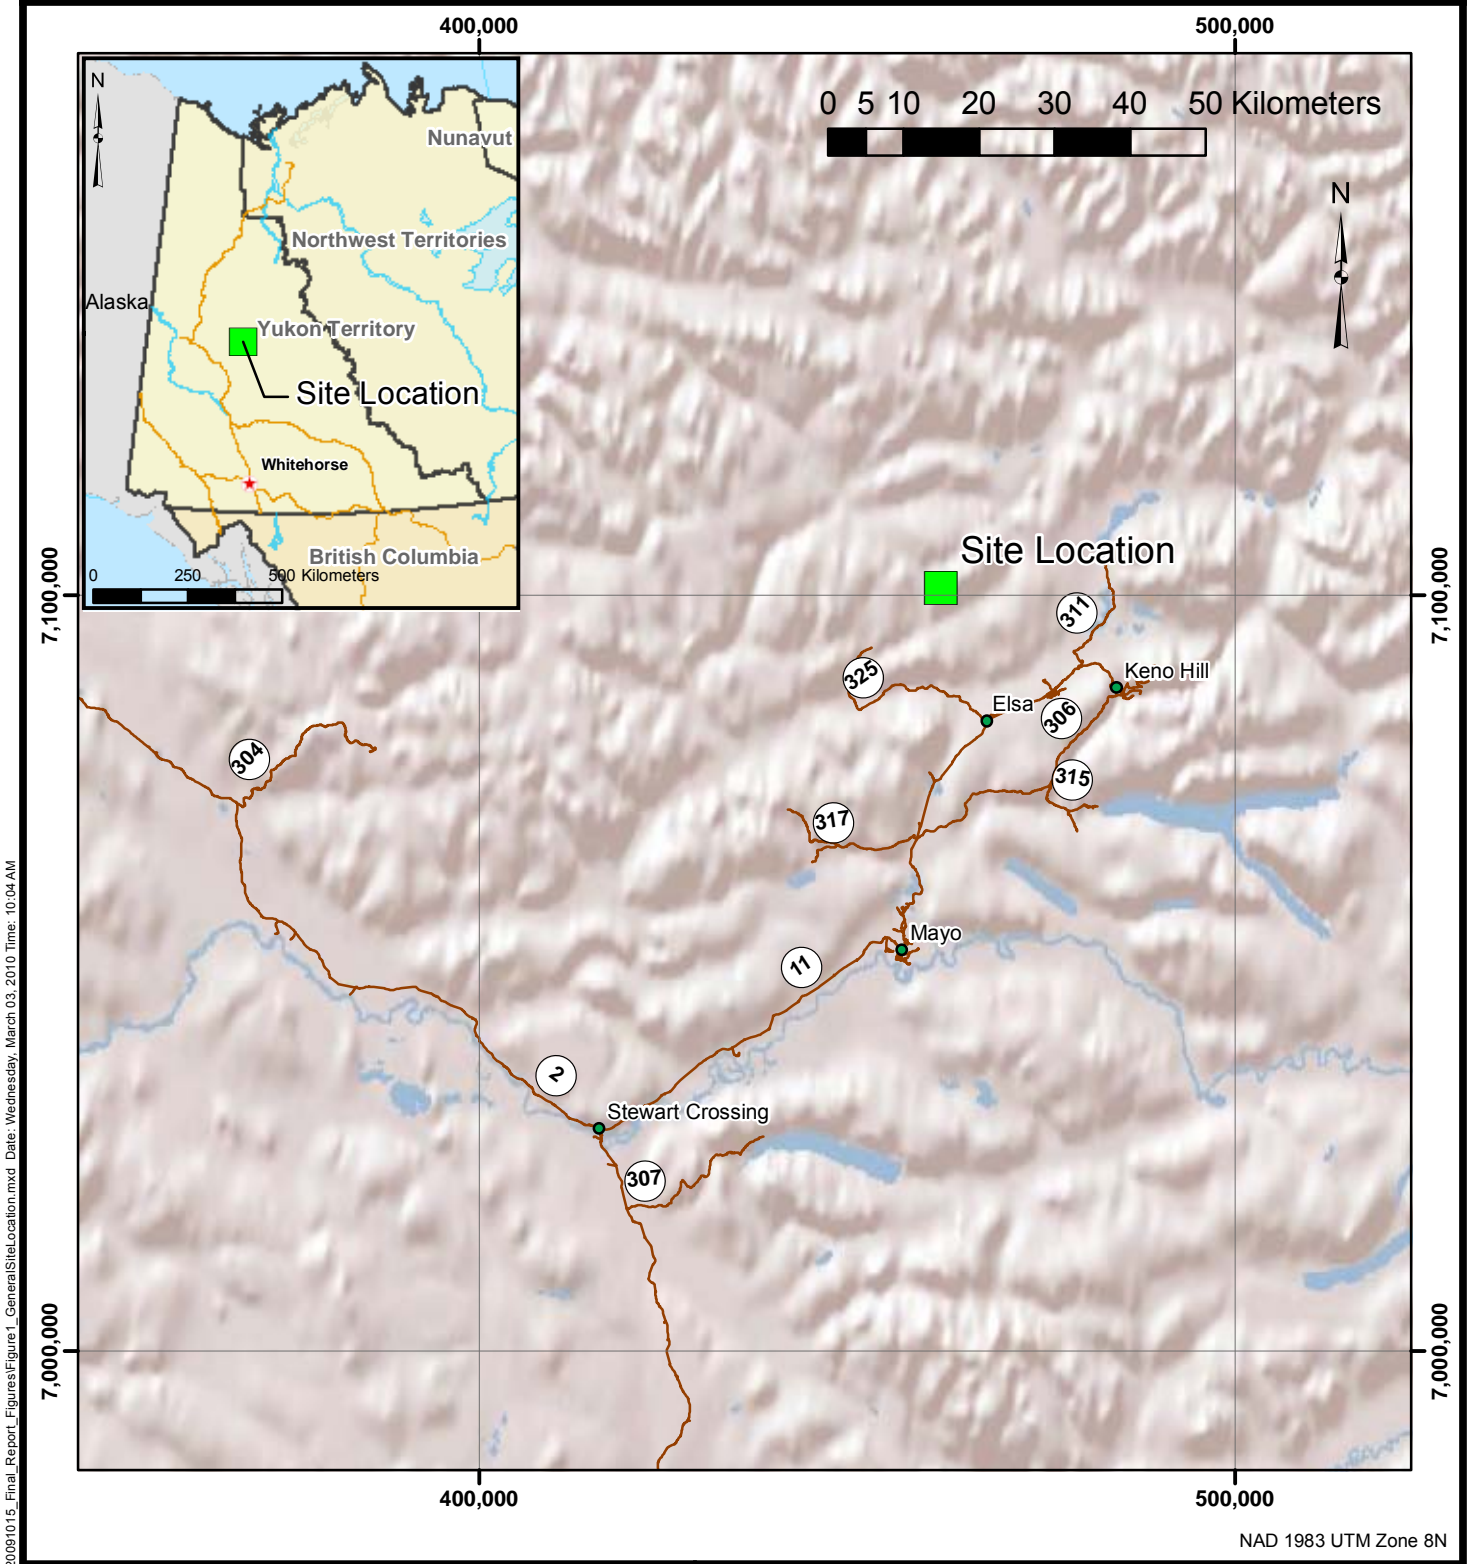 400,000
500,000
N
Nunavut
Northwest Territories
Alaska
Yukon Territory
Site Location
Whitehorse
British Columbia
0 250 500 Kilometers
0 5 10 20 30 40 50 Kilometers
N
Site Location
7,100,000
7,100,000
311
Keno Hill
325
Elsa
306
304
315
317
Mayo
11
2
Stewart Crossing
307
7,000,000
7,000,000
400,000
500,000
NAD 1983 UTM Zone 8N
20091015_Final_Report_Figures\Figure1_GeneralSiteLocation.mxd Date: Wednesday, March 03, 2010 Time: 10:04 AM